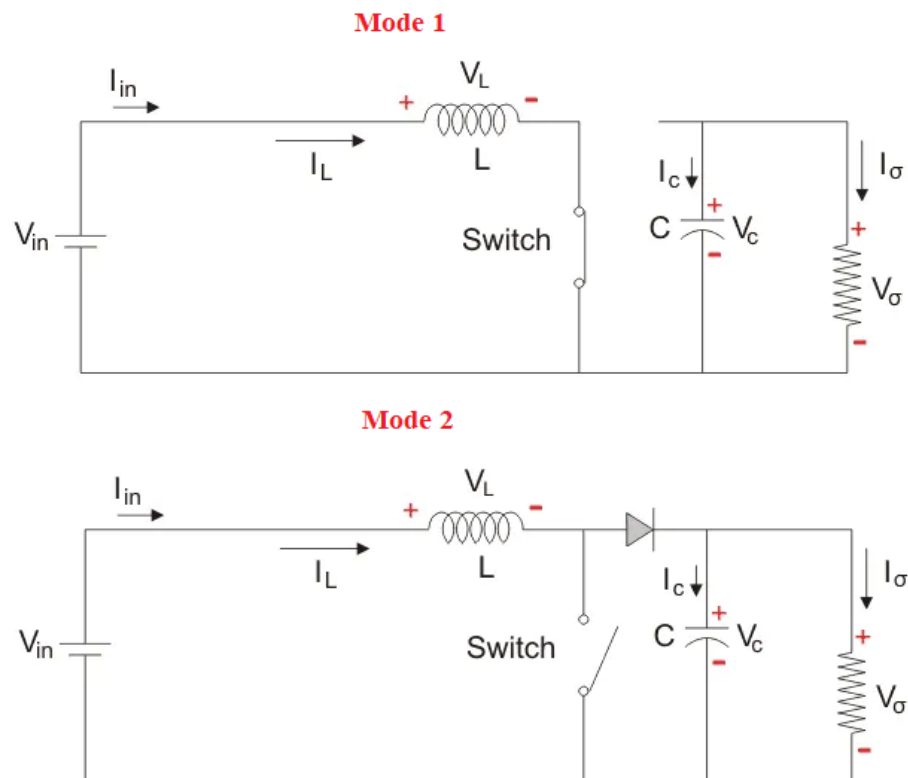 Mode 1
Iin
VL
+ -
IL
L
Ic
Iσ
Vin
Switch
C
+
-
Vc
+
Vσ
-
Mode 2
Iin
VL
+ -
IL
L
Ic
Iσ
Vin
Switch
C
+
-
Vc
+
Vσ
-